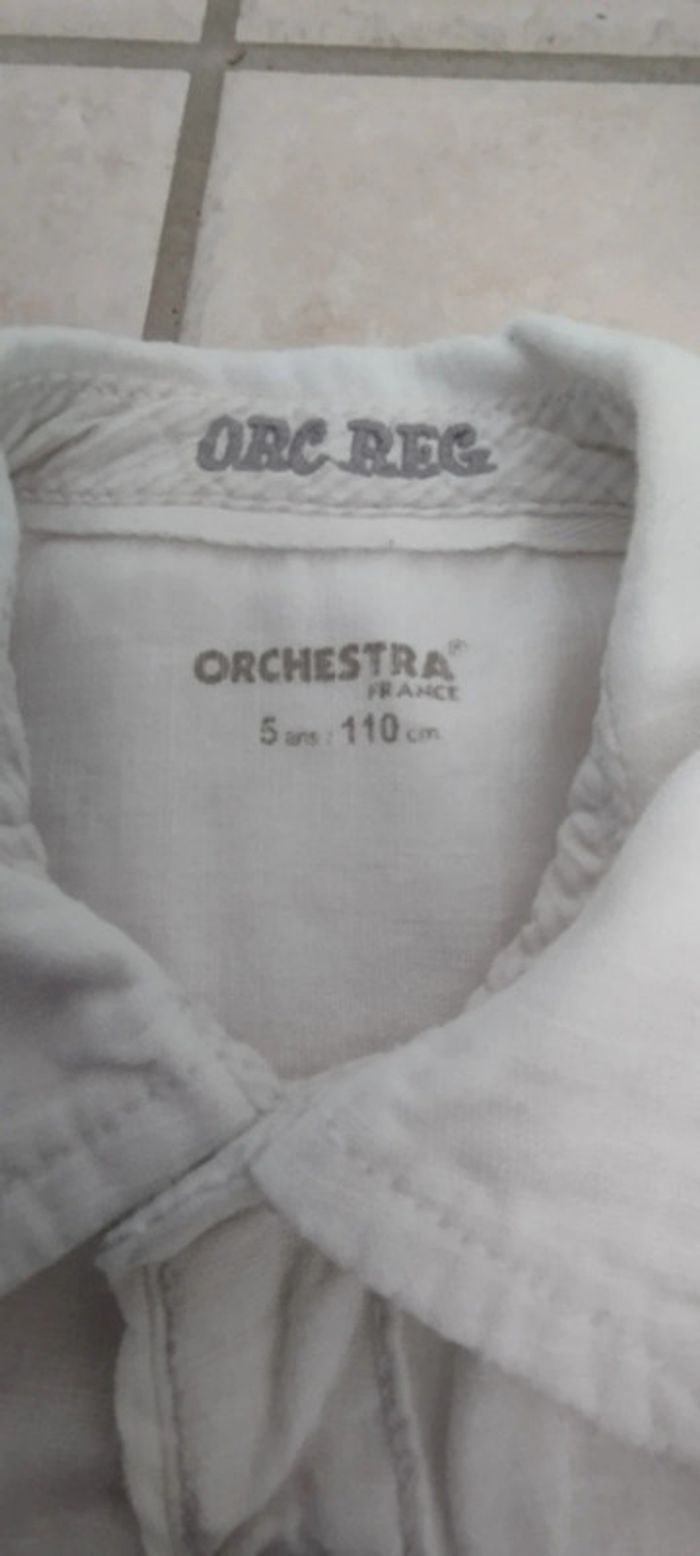 ORC REG
ORCHESTRA®
FRANCE
5 ans : 110 cm